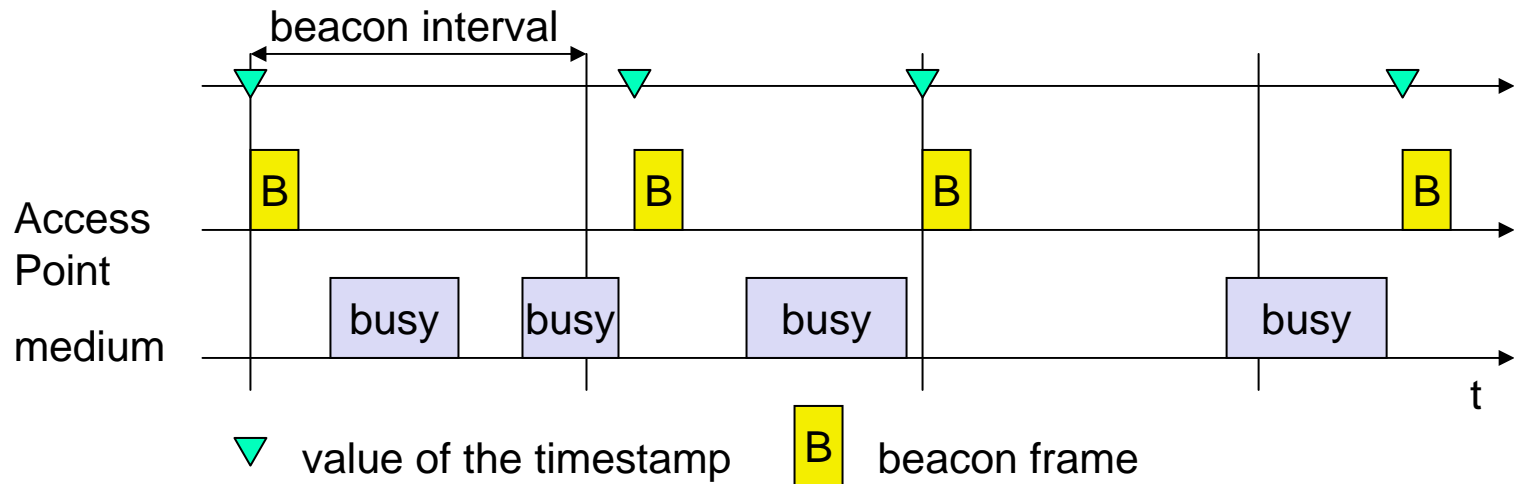 beacon interval
B
B
B
B
Access
Point
busy
busy
busy
busy
medium
t
value of the timestamp
B
beacon frame